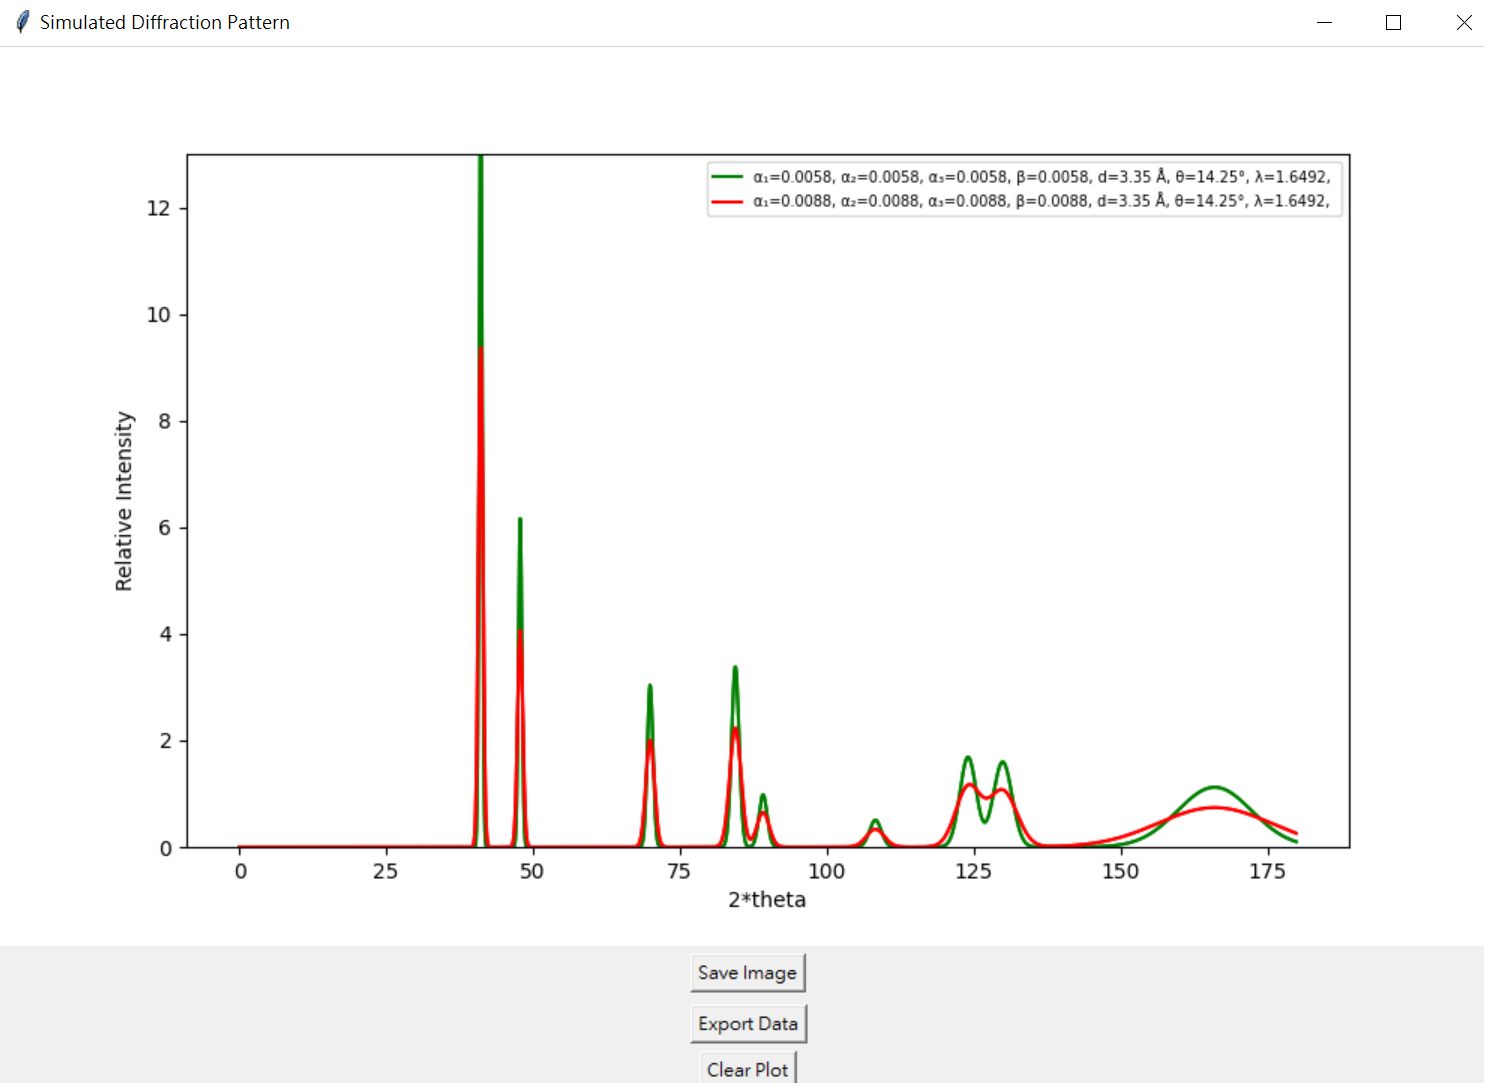 Simulated Diffraction Pattern
α₁=0.0058, α₂=0.0058, α₃=0.0058, β=0.0058, d=3.35 Å, θ=14.25°, λ=1.6492,
α₁=0.0088, α₂=0.0088, α₃=0.0088, β=0.0088, d=3.35 Å, θ=14.25°, λ=1.6492,
12
10
8
6
4
2
0
Relative Intensity
0 25 50 75 100 125 150 175
2*theta
Save Image
Export Data
Clear Plot